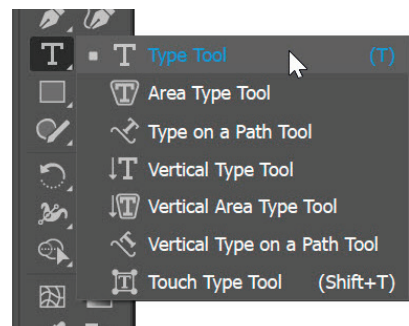 Type Tool (T)
Area Type Tool
Type on a Path Tool
Vertical Type Tool
Vertical Area Type Tool
Vertical Type on a Path Tool
Touch Type Tool (Shift+T)